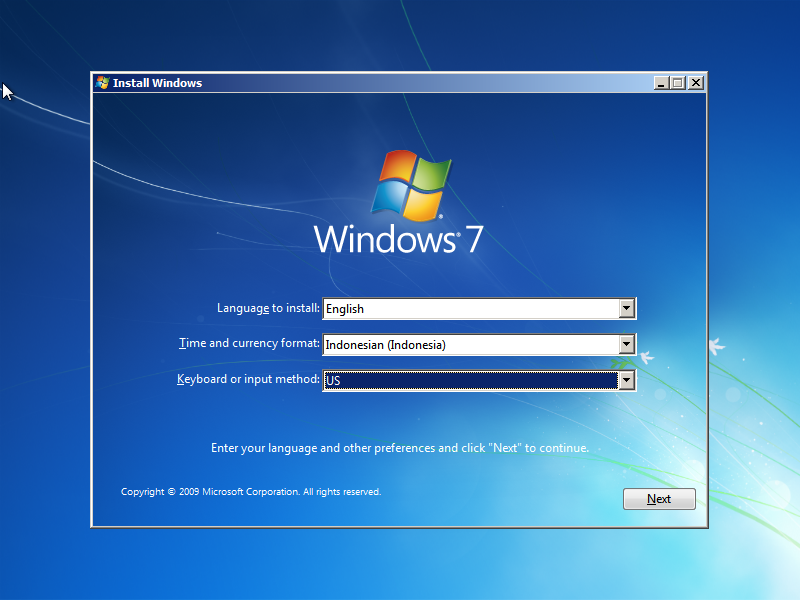 Install Windows
Windows® 7
Language to install: English
Time and currency format: Indonesian (Indonesia)
Keyboard or input method: US
Enter your language and other preferences and click "Next" to continue.
Copyright © 2009 Microsoft Corporation. All rights reserved.
Next